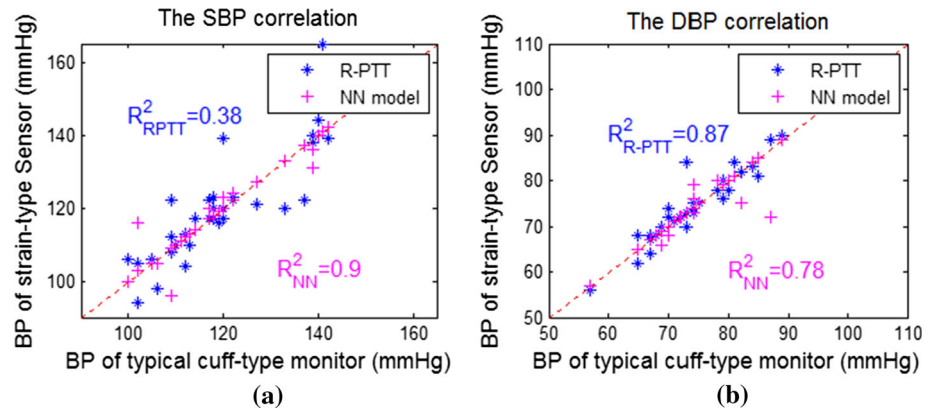 The SBP correlation
BP of strain-type Sensor (mmHg)
160
140
120
100
R-PTT
NN model
R²RPTT=0.38
R²NN=0.9
100
120
140
160
BP of typical cuff-type monitor (mmHg)
(a)
The DBP correlation
BP of strain-type Sensor (mmHg)
110
100
90
80
70
60
50
R-PTT
NN model
R²R-PTT=0.87
R²NN=0.78
50
60
70
80
90
100
110
BP of typical cuff-type monitor (mmHg)
(b)